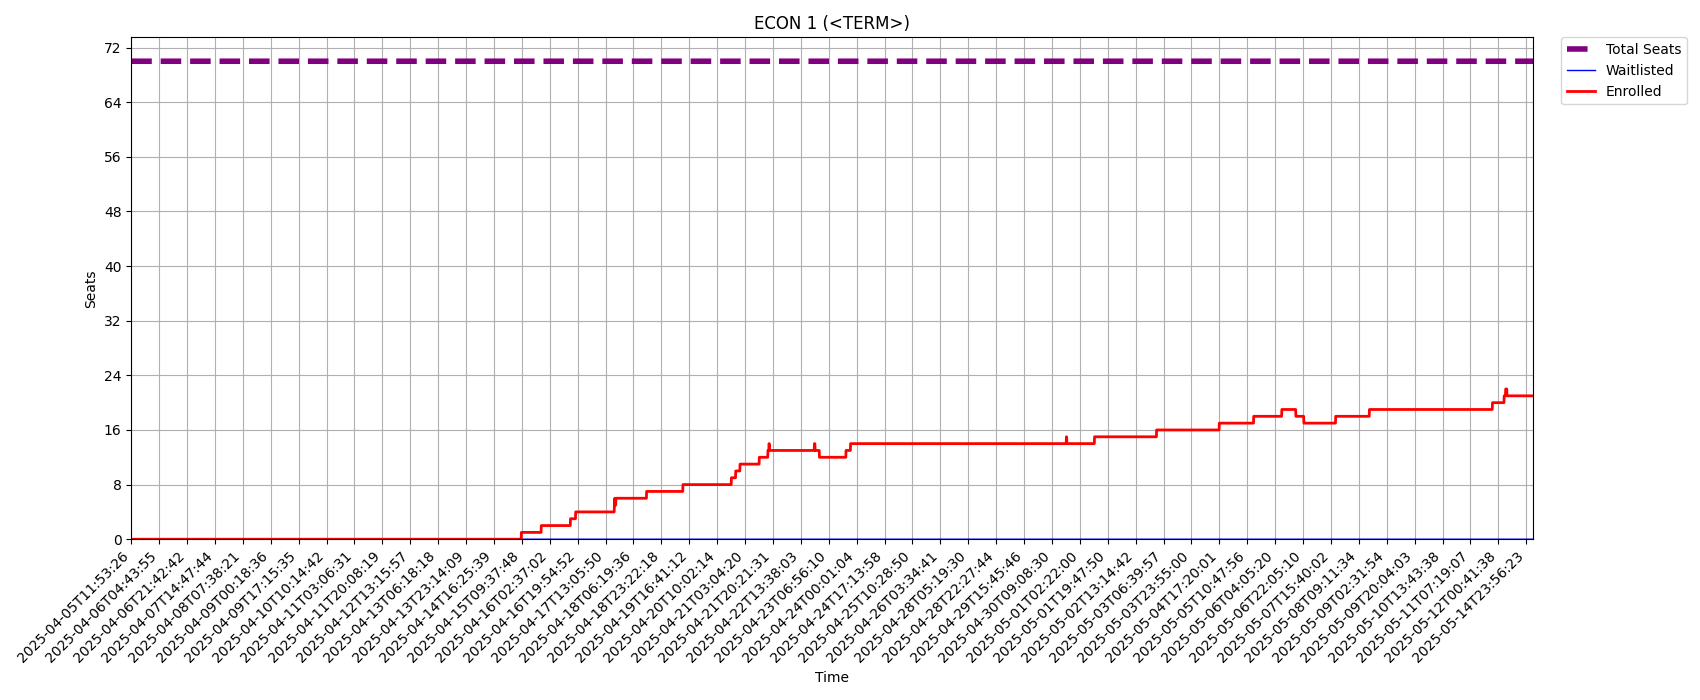 ECON 1 (<TERM>)
72
64
56
48
40
32
24
16
8
0
Seats
Total Seats
Waitlisted
Enrolled
2025-04-05T11:53:26
2025-04-06T04:43:55
2025-04-06T21:42:42
2025-04-07T14:47:44
2025-04-08T07:38:21
2025-04-09T00:18:36
2025-04-09T17:15:35
2025-04-10T10:14:42
2025-04-11T03:06:31
2025-04-11T20:08:19
2025-04-12T13:15:57
2025-04-13T06:18:18
2025-04-13T23:14:09
2025-04-14T16:25:39
2025-04-15T09:37:48
2025-04-16T02:37:02
2025-04-16T19:54:52
2025-04-17T13:05:50
2025-04-18T06:19:36
2025-04-18T23:22:18
2025-04-19T16:41:12
2025-04-20T10:02:14
2025-04-21T03:04:20
2025-04-21T20:21:31
2025-04-22T13:38:03
2025-04-23T06:56:10
2025-04-24T00:01:04
2025-04-24T17:13:58
2025-04-25T10:28:50
2025-04-26T03:34:41
2025-04-28T05:19:30
2025-04-28T22:27:44
2025-04-29T15:45:46
2025-04-30T09:08:30
2025-05-01T02:22:00
2025-05-01T19:47:50
2025-05-02T13:14:42
2025-05-03T06:39:57
2025-05-03T23:55:00
2025-05-04T17:20:01
2025-05-05T10:47:56
2025-05-06T04:05:20
2025-05-06T22:05:10
2025-05-07T15:40:02
2025-05-08T09:11:34
2025-05-09T02:31:54
2025-05-09T20:04:03
2025-05-10T13:43:38
2025-05-11T07:19:07
2025-05-12T00:41:38
2025-05-14T23:56:23
Time